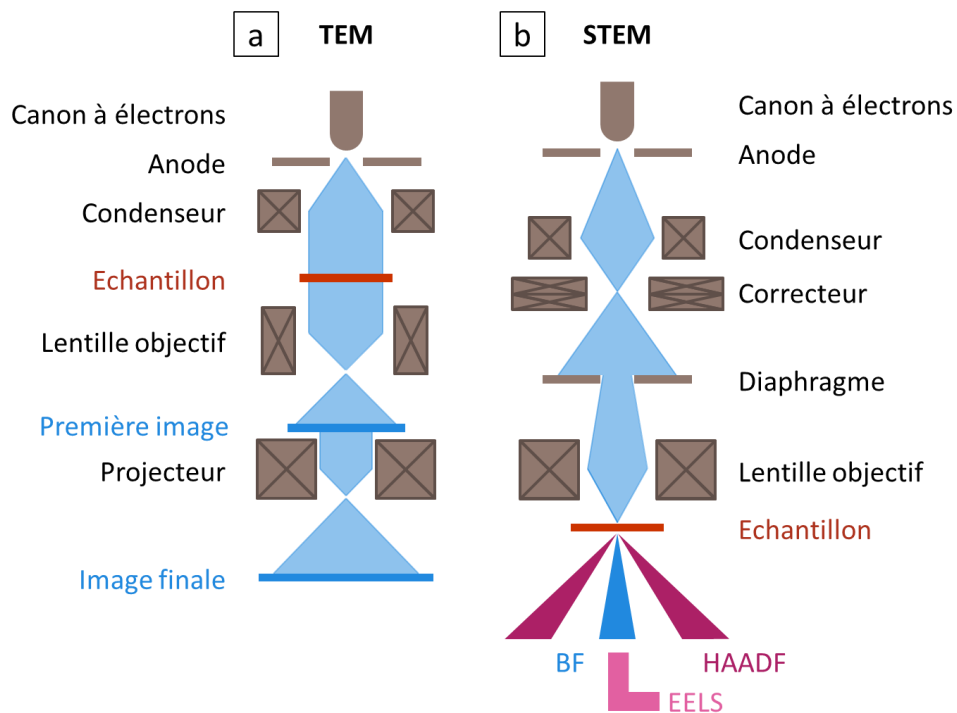 a TEM
Canon à électrons
Anode
Condenseur
Echantillon
Lentille objectif
Première image
Projecteur
Image finale
b STEM
Canon à électrons
Anode
Condenseur
Correcteur
Diaphragme
Lentille objectif
Echantillon
BF HAADF
EELS